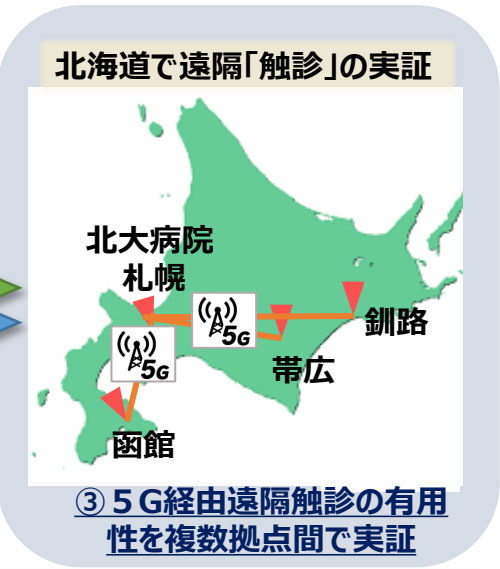 北海道で遠隔「触診」の実証
北大病院
札幌
5G
釧路
5G
帯広
函館
③５G経由遠隔触診の有用
性を複数拠点間で実証